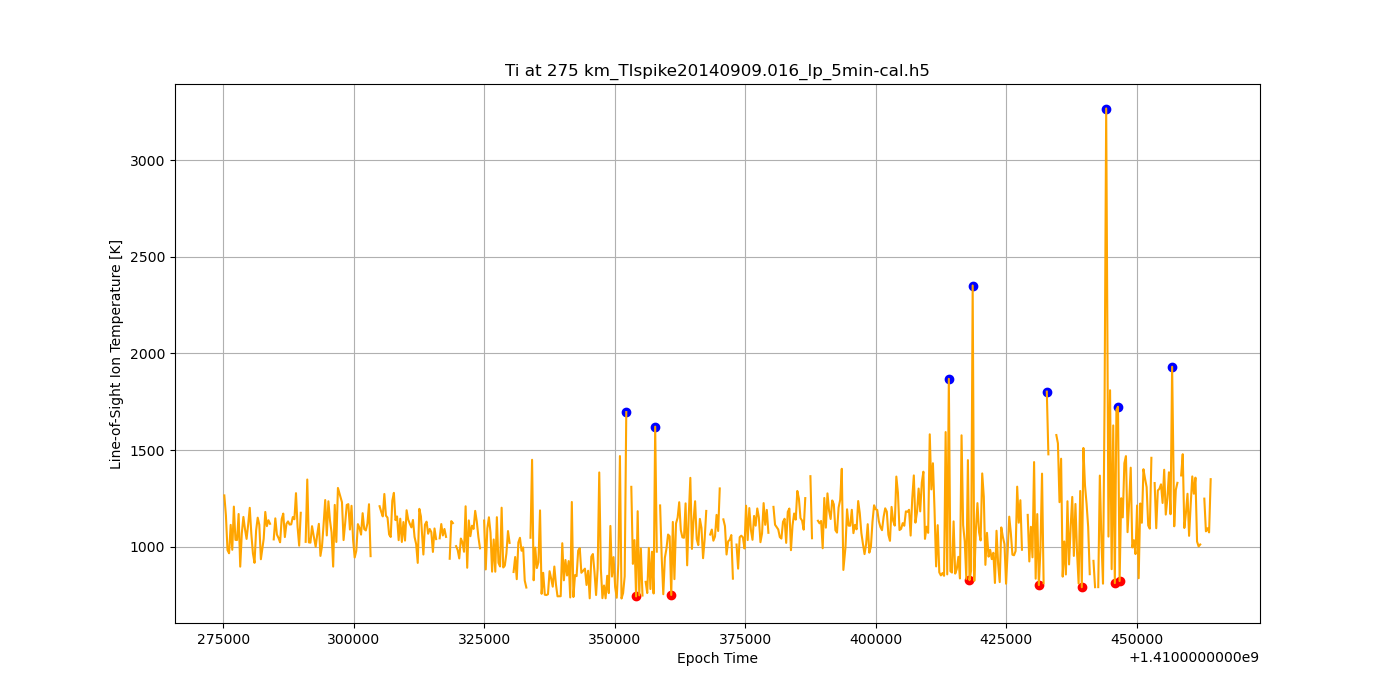 Ti at 275 km_TIspike20140909.016_lp_5min-cal.h5
Line-of-Sight Ion Temperature [K]
3000
2500
2000
1500
1000
275000 300000 325000 350000 375000 400000 425000 450000
Epoch Time
+1.4100000000e9